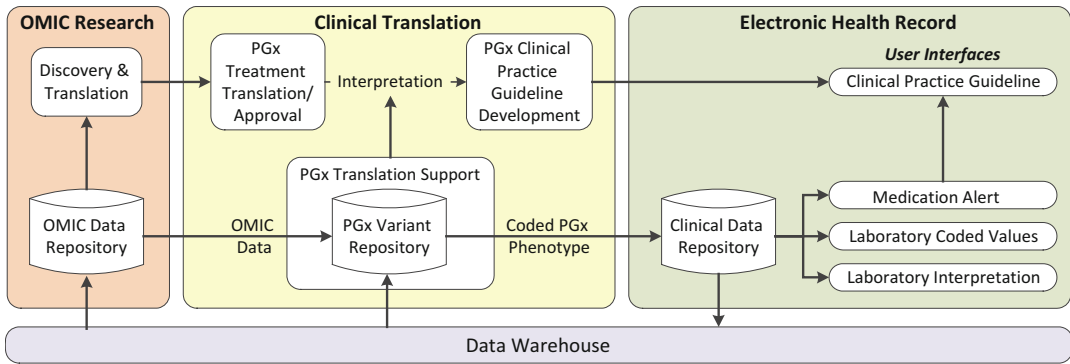 OMIC Research
Clinical Translation
Electronic Health Record
Discovery &
Translation
PGx
Treatment
Translation/
Approval
Interpretation
PGx Clinical
Practice
Guideline
Development
User Interfaces
Clinical Practice Guideline
PGx Translation Support
OMIC Data
Repository
OMIC
Data
PGx Variant
Repository
Coded PGx
Phenotype
Clinical Data
Repository
Medication Alert
Laboratory Coded Values
Laboratory Interpretation
Data Warehouse